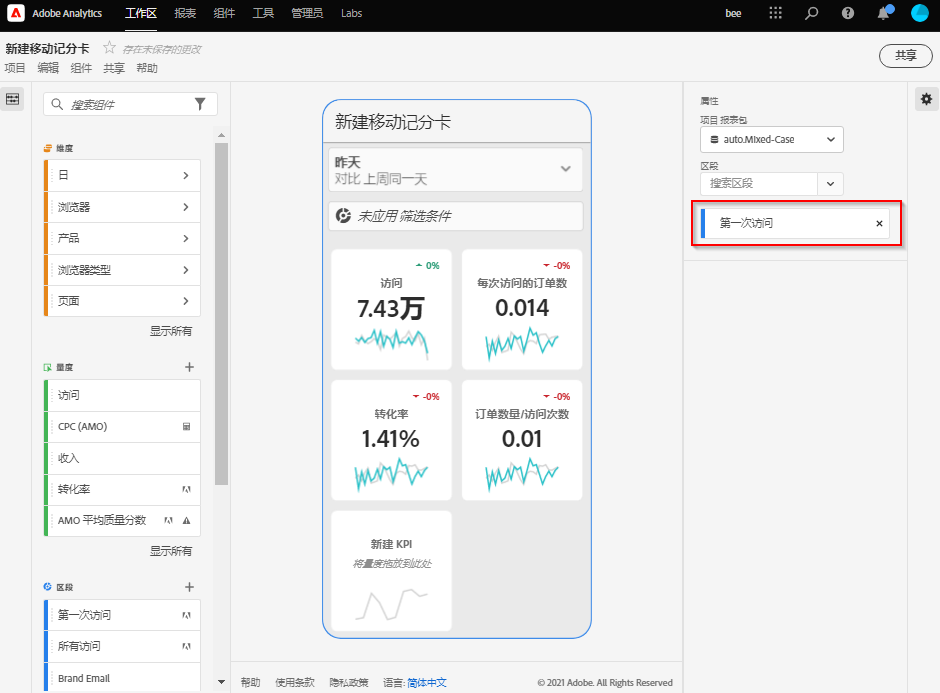 Adobe Analytics 工作区 报表 组件 工具 管理员 Labs bee
新建移动记分卡 存在未保存的更改
项目 编辑 组件 共享 帮助
共享
搜索组件
维度
日
浏览器
产品
浏览器类型
页面
显示所有
量度
访问
CPC (AMO)
收入
转化率
AMO 平均质量分数
显示所有
区段
第一次访问
所有访问
Brand Email
新建移动记分卡
昨天
对比 上周同一天
未应用 筛选条件
0%
访问
7.43万
-0%
每次访问的订单数
0.014
-0%
转化率
1.41%
-0%
订单数量/访问次数
0.01
新建 KPI
将量度拖放到此处
帮助 使用条款 隐私政策 语言: 简体中文 © 2021 Adobe. All Rights Reserved
属性
项目 报表包
auto.MIxed-Case
区段
搜索区段
第一次访问